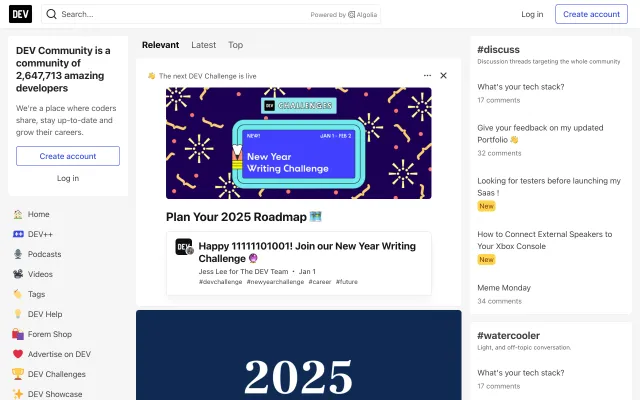 DEV
Search...
Powered by Algolia
Log in
Create account
DEV Community is a
community of
2,647,713 amazing
developers
We're a place where coders
share, stay up-to-date and
grow their careers.
Create account
Log in
Home
DEV++
Podcasts
Videos
Tags
DEV Help
Forem Shop
Advertise on DEV
DEV Challenges
DEV Showcase
Relevant
Latest
Top
The next DEV Challenge is live
DEV CHALLENGES
NEW!
JAN 1 - FEB 2
New Year
Writing Challenge
Plan Your 2025 Roadmap
DEV
Happy 11111101001! Join our New Year Writing
Challenge
Jess Lee for The DEV Team • Jan 1
#devchallenge #newyearchallenge #career #future
2025
#discuss
Discussion threads targeting the whole community
What's your tech stack?
17 comments
Give your feedback on my updated
Portfolio
32 comments
Looking for testers before launching my
Saas !
New
How to Connect External Speakers to
Your Xbox Console
New
Meme Monday
34 comments
#watercooler
Light, and off-topic conversation.
What's your tech stack?
17 comments